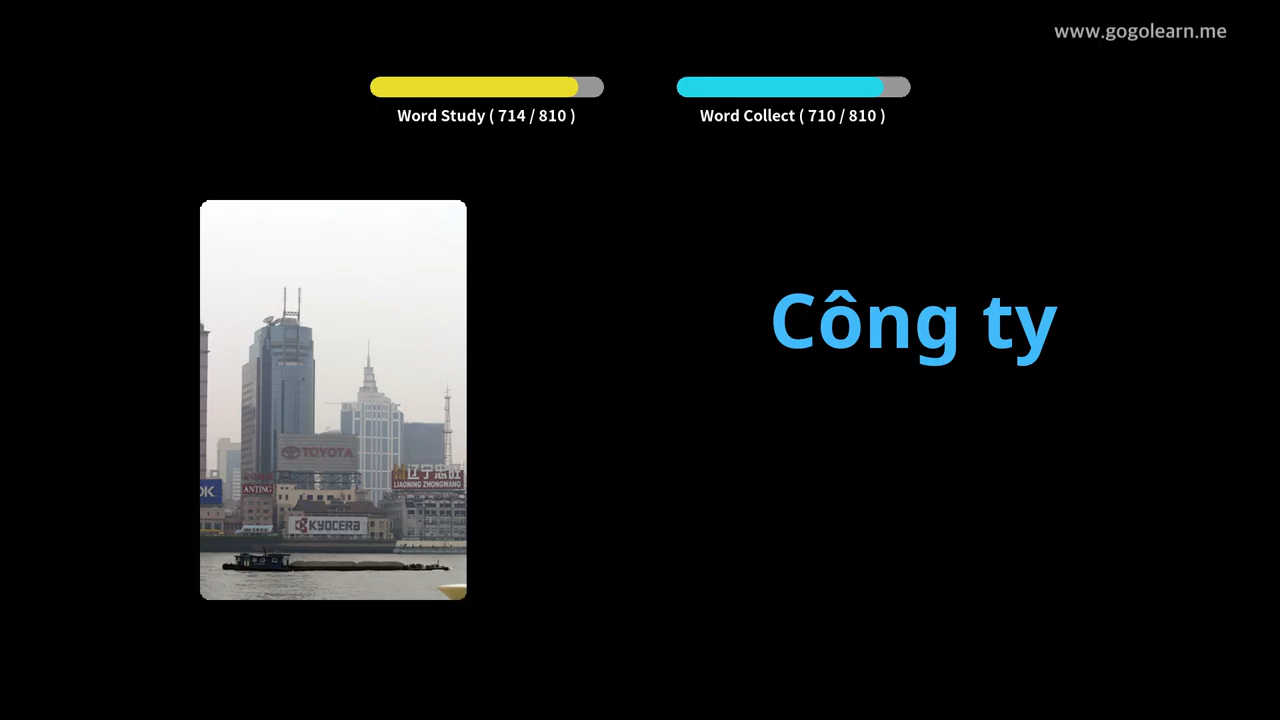 www.gogolearn.me
Word Study ( 714 / 810 )
Word Collect ( 710 / 810 )
Công ty
TOYOTA
辽宁忠旺
LIAONING ZHONGWANG
OK
ANTING
KYOCERA